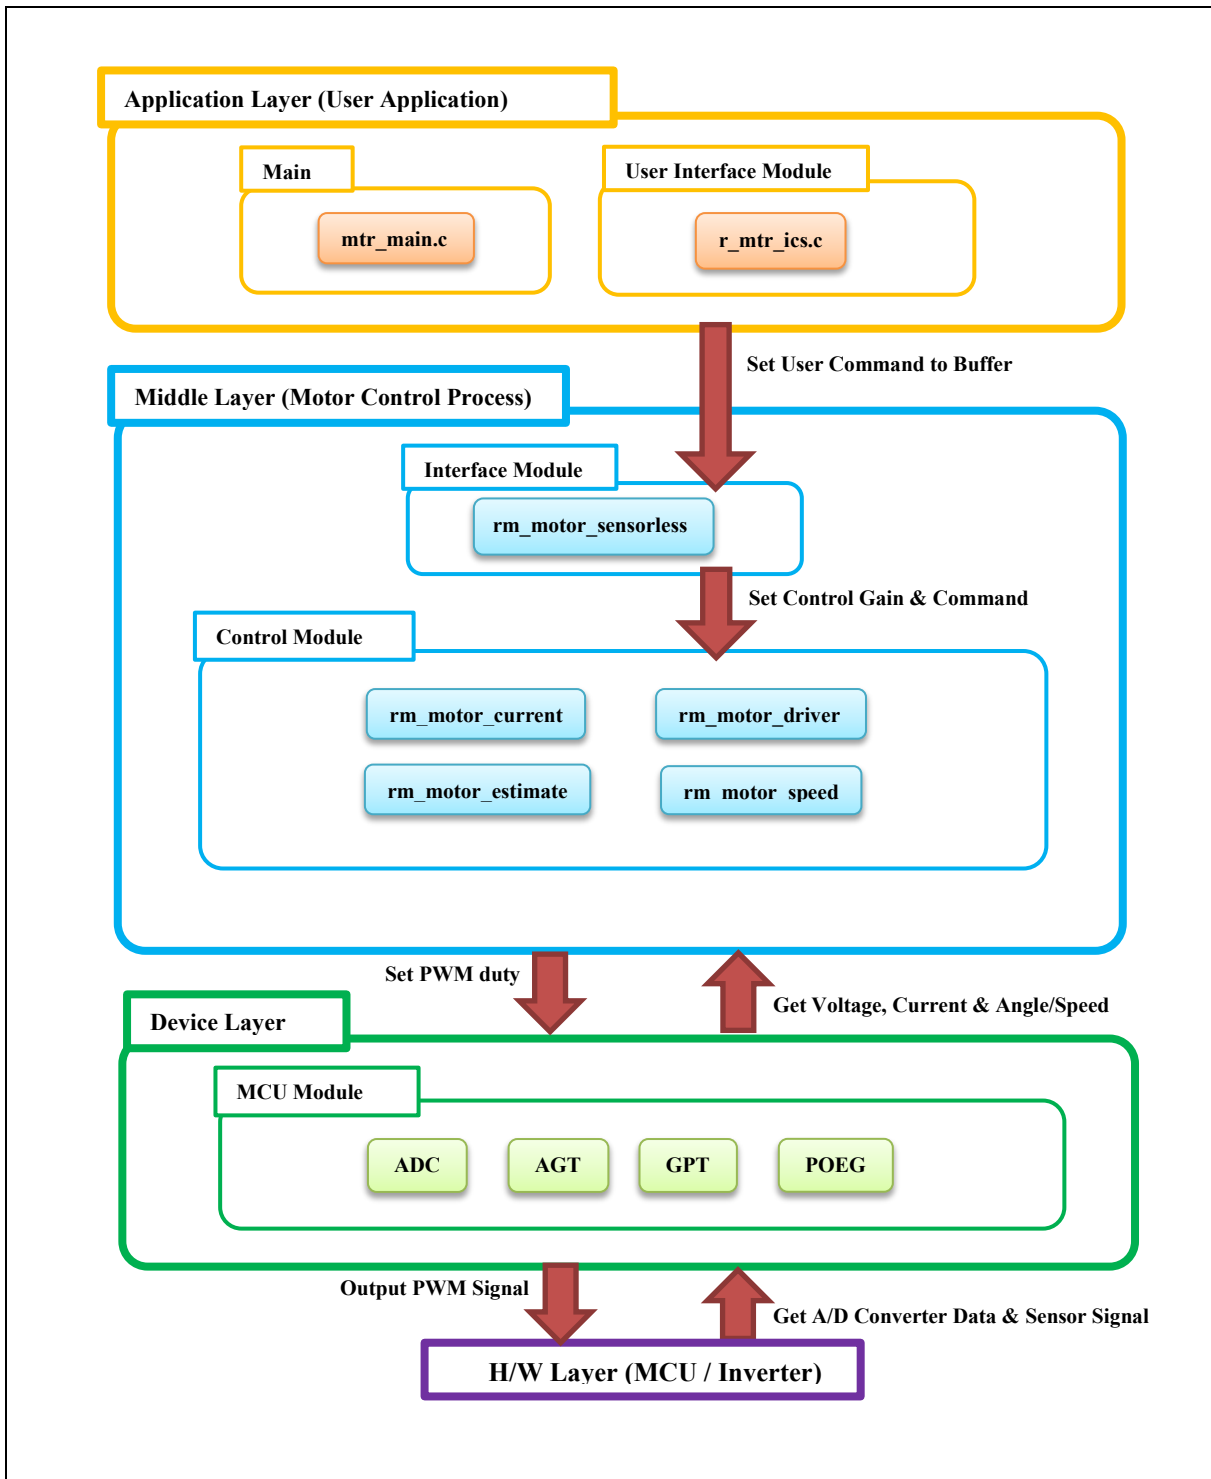 Application Layer (User Application)
Main
User Interface Module
mtr_main.c
r_mtr_ics.c
Set User Command to Buffer
Middle Layer (Motor Control Process)
Interface Module
rm_motor_sensorless
Set Control Gain & Command
Control Module
rm_motor_current
rm_motor_driver
rm_motor_estimate
rm motor speed
Set PWM duty
Get Voltage, Current & Angle/Speed
Device Layer
MCU Module
ADC
AGT
GPT
POEG
Output PWM Signal
Get A/D Converter Data & Sensor Signal
H/W Layer (MCU / Inverter)